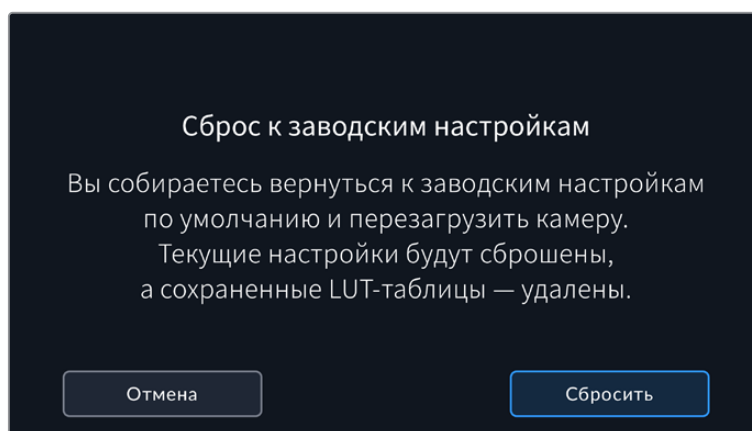 Сброс к заводским настройкам
Вы собираетесь вернуться к заводским настройкам
по умолчанию и перезагрузить камеру.
Текущие настройки будут сброшены,
а сохраненные LUT-таблицы — удалены.
Отмена
Сбросить